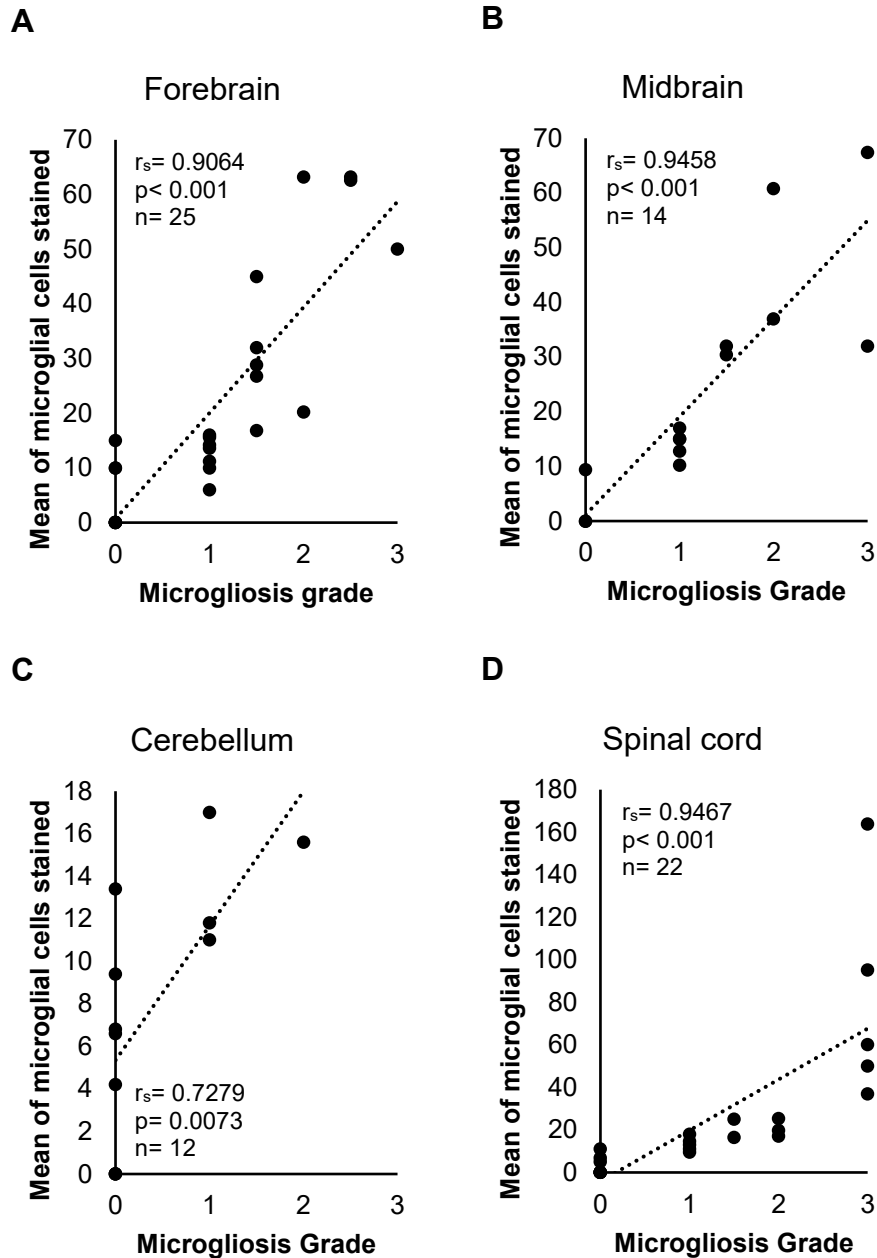 A
Forebrain
Mean of microglial cells stained
70
60
50
40
30
20
10
0
rs= 0.9064
p< 0.001
n= 25
0 1 2 3
Microgliosis grade
B
Midbrain
Mean of microglial cells stained
70
60
50
40
30
20
10
0
rs= 0.9458
p< 0.001
n= 14
0 1 2 3
Microgliosis Grade
C
Cerebellum
Mean of microglial cells stained
18
16
14
12
10
8
6
4
2
0
rs= 0.7279
p= 0.0073
n= 12
0 1 2 3
Microgliosis Grade
D
Spinal cord
Mean of microglial cells stained
180
160
140
120
100
80
60
40
20
0
rs= 0.9467
p< 0.001
n= 22
0 1 2 3
Microgliosis Grade